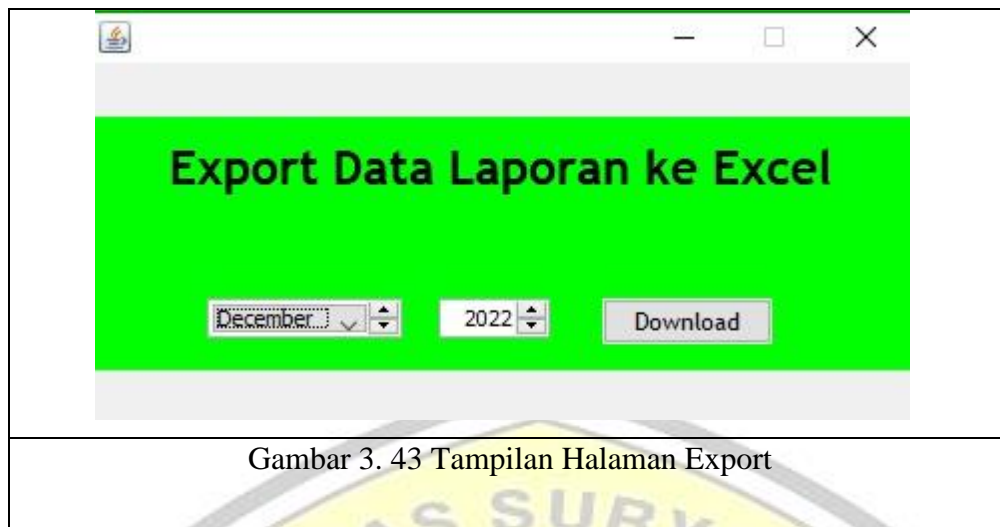 Export Data Laporan ke Excel
December
2022
Download
Gambar 3. 43 Tampilan Halaman Export